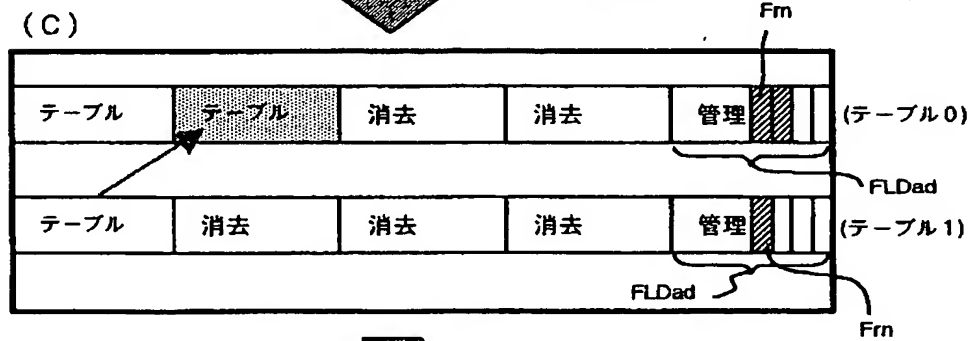 (C)
Frn
テーブル テーブル 消去 消去 管理 (テーブル0)
FLDad
テーブル 消去 消去 消去 管理 (テーブル1)
FLDad
Frn